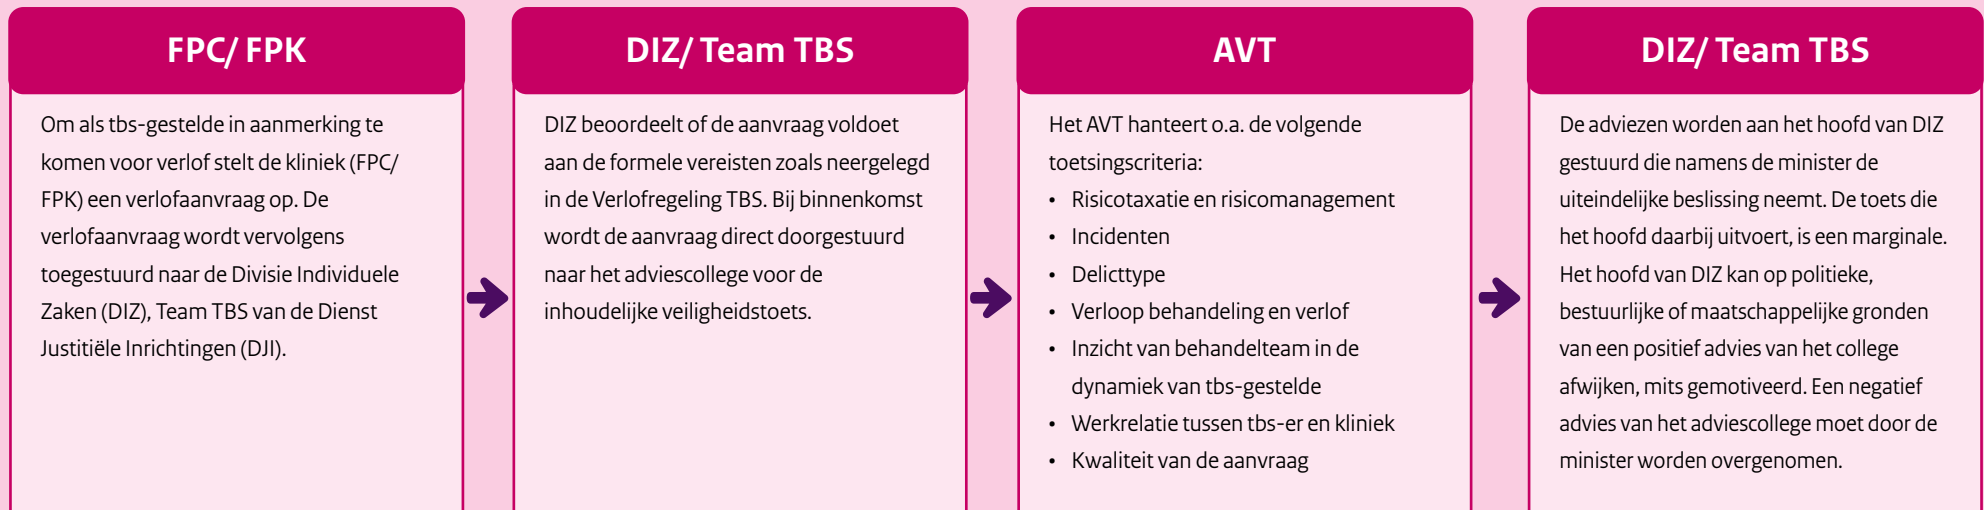 FPC/ FPK
Om als tbs-gestelde in aanmerking te
komen voor verlof stelt de kliniek (FPC/
FPK) een verlofaanvraag op. De
verlofaanvraag wordt vervolgens
toegestuurd naar de Divisie Individuele
Zaken (DIZ), Team TBS van de Dienst
Justitiële Inrichtingen (DJI).
DIZ/ Team TBS
DIZ beoordeelt of de aanvraag voldoet
aan de formele vereisten zoals neergelegd
in de Verlofregeling TBS. Bij binnenkomst
wordt de aanvraag direct doorgestuurd
naar het adviescollege voor de
inhoudelijke veiligheidstoets.
AVT
Het AVT hanteert o.a. de volgende
toetsingscriteria:
• Risicotaxatie en risicomanagement
• Incidenten
• Delicttype
• Verloop behandeling en verlof
• Inzicht van behandelteam in de
dynamiek van tbs-gestelde
• Werkrelatie tussen tbs-er en kliniek
• Kwaliteit van de aanvraag
DIZ/ Team TBS
De adviezen worden aan het hoofd van DIZ
gestuurd die namens de minister de
uiteindelijke beslissing neemt. De toets die
het hoofd daarbij uitvoert, is een marginale.
Het hoofd van DIZ kan op politieke,
bestuurlijke of maatschappelijke gronden
van een positief advies van het college
afwijken, mits gemotiveerd. Een negatief
advies van het adviescollege moet door de
minister worden overgenomen.